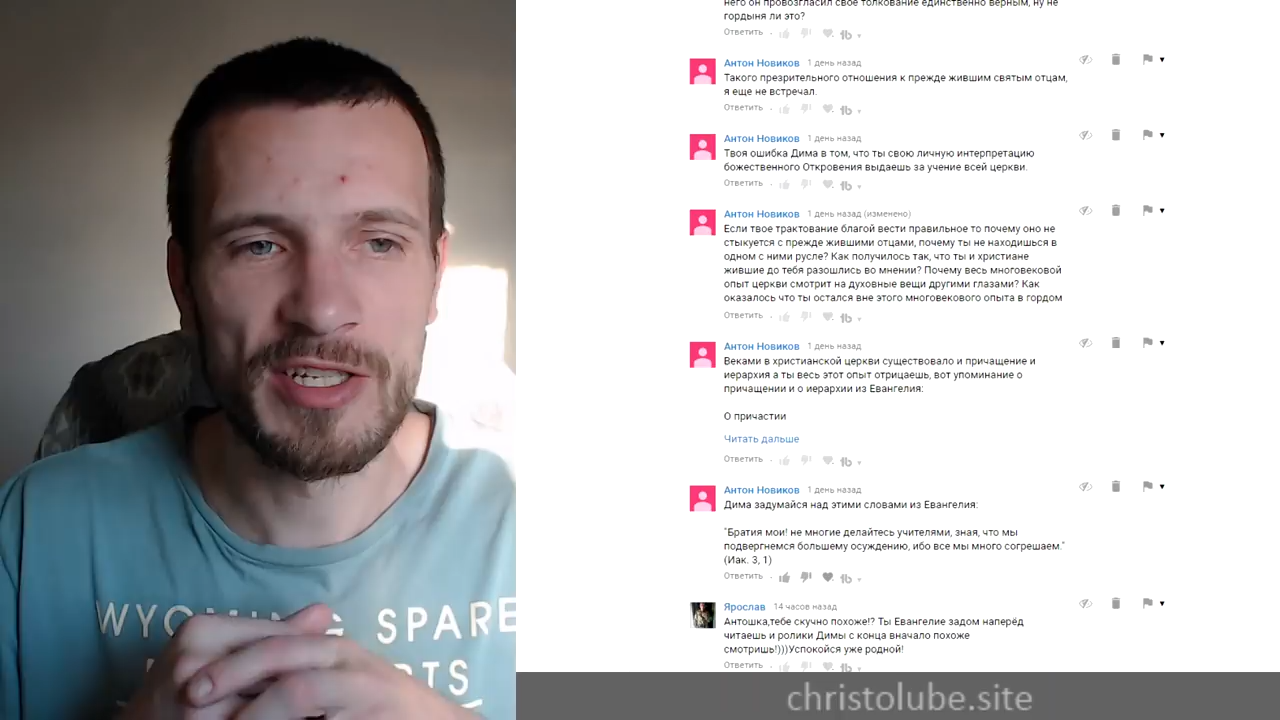 него он провозгласил свое толкование единственно верным, ну не
гордыня ли это?
Ответить
Антон Новиков 1 день назад
Такого презрительного отношения к прежде жившим святым отцам,
я еще не встречал.
Ответить
Антон Новиков 1 день назад
Твоя ошибка Дима в том, что ты свою личную интерпретацию
божественного Откровения выдаешь за учение всей церкви.
Ответить
Антон Новиков 1 день назад (изменено)
Если твое трактование благой вести правильное то почему оно не
стыкуется с прежде жившими отцами, почему ты не находишься в
одном с ними русле? Как получилось так, что ты и христиане
жившие до тебя разошлись во мнении? Почему весь многовековой
опыт церкви смотрит на духовные вещи другими глазами? Как
оказалось что ты остался вне этого многовекового опыта в гордом
Ответить
Антон Новиков 1 день назад
Веками в христианской церкви существовало и причащение и
иерархия а ты весь этот опыт отрицаешь, вот упоминание о
причащении и о иерархии из Евангелия:
О причастии
Читать дальше
Ответить
Антон Новиков 1 день назад
Дима задумайся над этими словами из Евангелия:
"Братия мои! не многие делайтесь учителями, зная, что мы
подвергнемся большему осуждению, ибо все мы много согрешаем."
(Иак. 3, 1)
Ответить
Ярослав 14 часов назад
Антошка,тебе скучно похоже!? Ты Евангелие задом наперёд
читаешь и ролики Димы с конца вначало похоже
смотришь!)))Успокойся уже родной!
Ответить
WYOMING SPARE
christolube.site